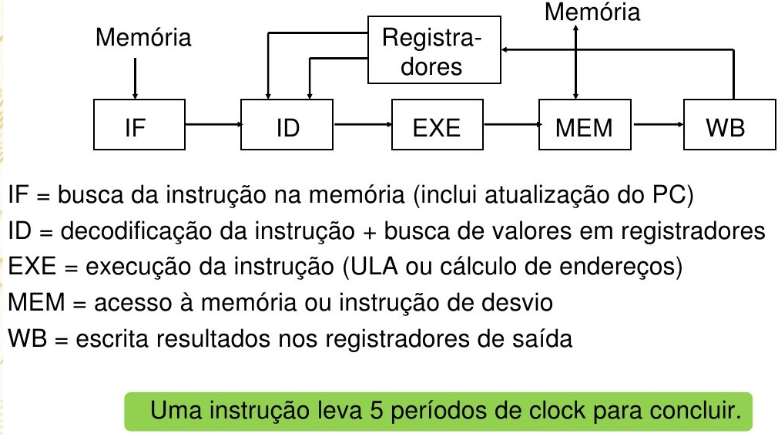 Memória
Memória
Registra-
dores
IF
ID
EXE
MEM
WB
IF = busca da instrução na memória (inclui atualização do PC)
ID = decodificação da instrução + busca de valores em registradores
EXE = execução da instrução (ULA ou cálculo de endereços)
MEM = acesso à memória ou instrução de desvio
WB = escrita resultados nos registradores de saída
Uma instrução leva 5 períodos de clock para concluir.